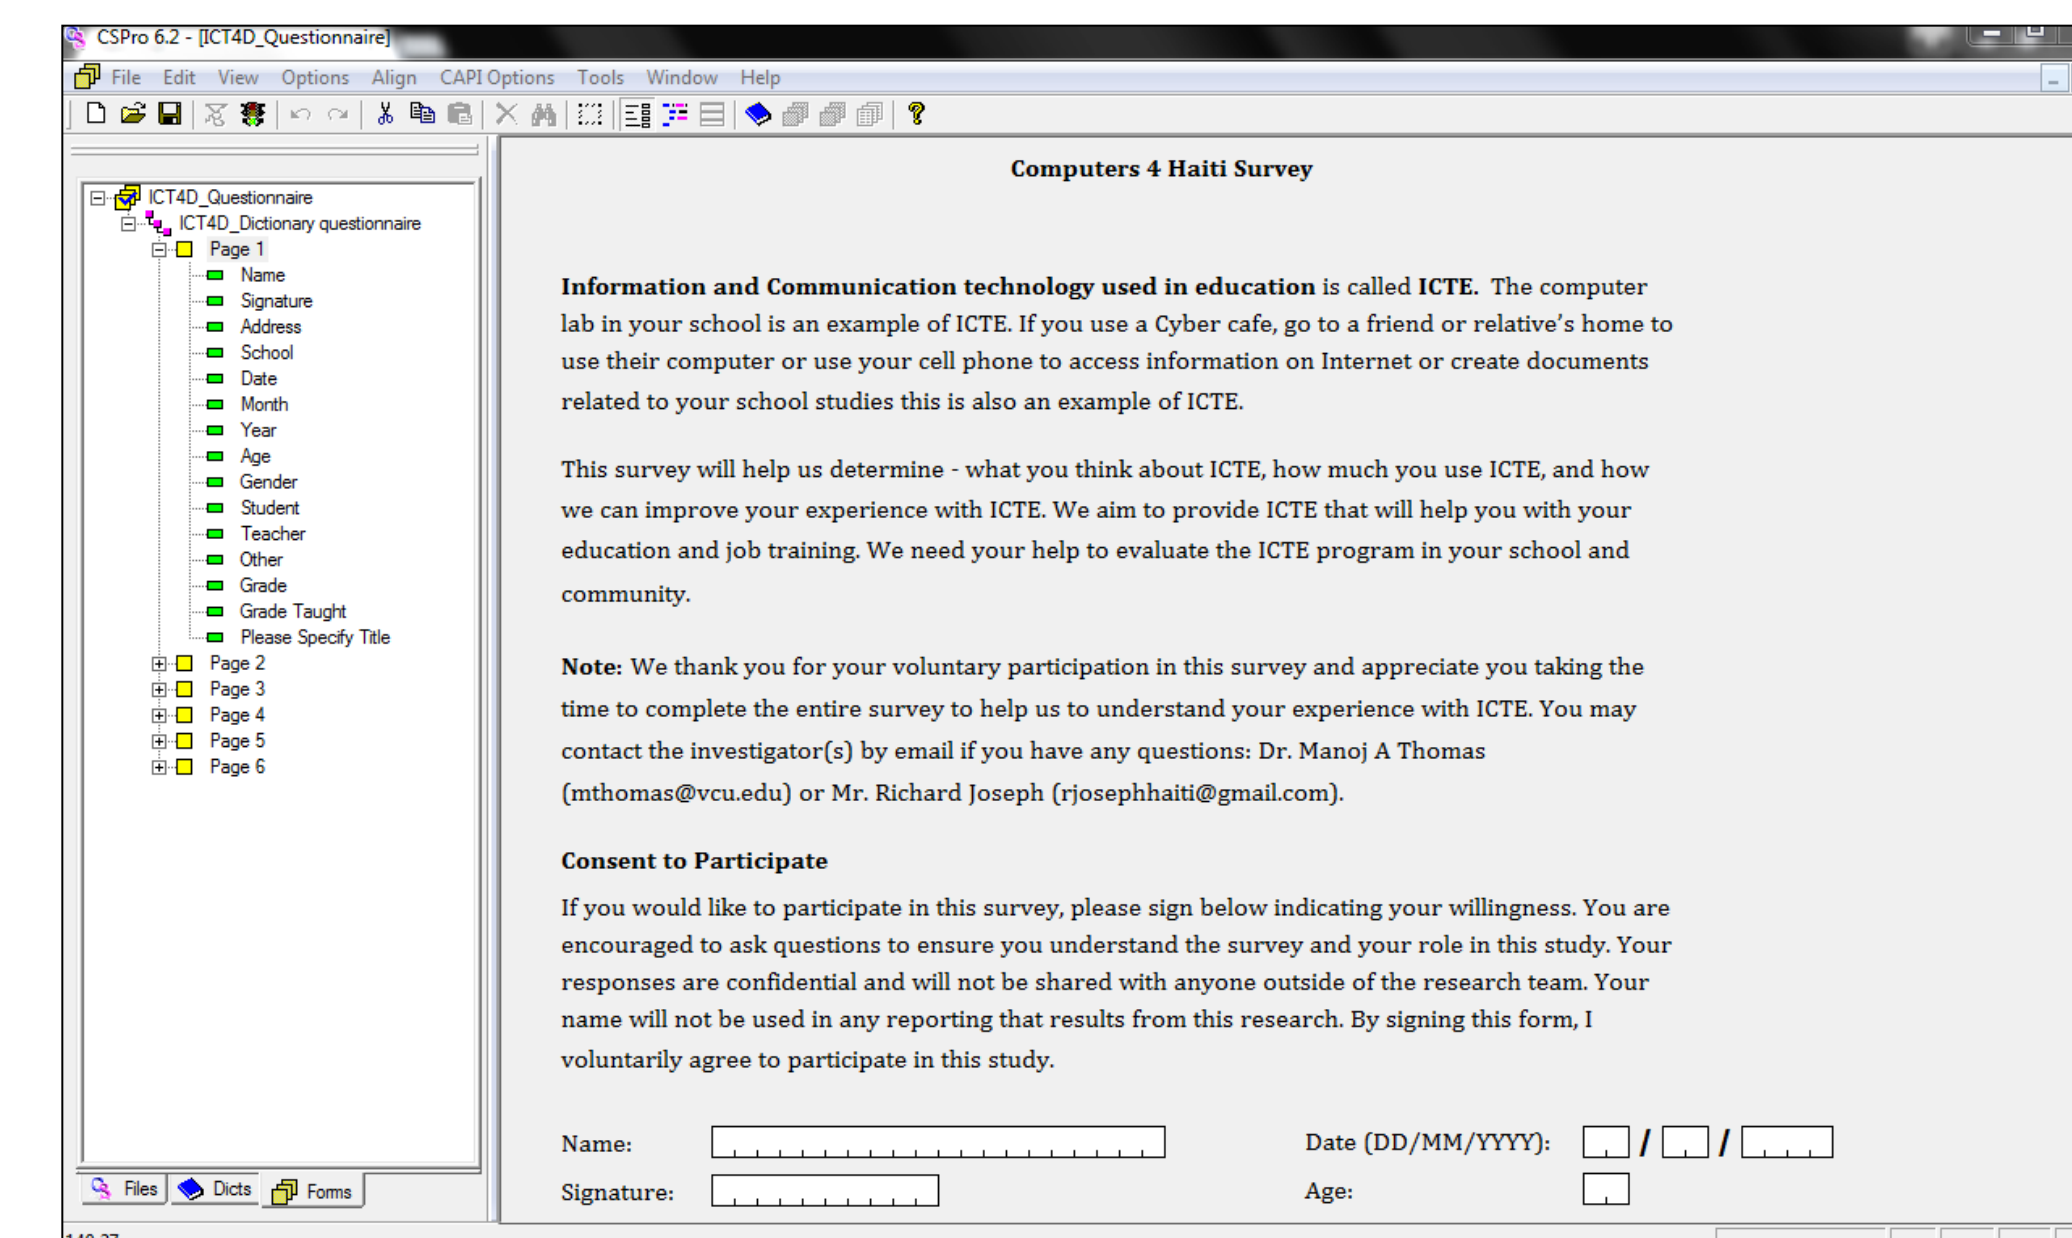 CSPro 6.2 - [ICT4D_Questionnaire]
File Edit View Options Align CAPI Options Tools Window Help
ICT4D_Questionnaire
ICT4D_Dictionary questionnaire
Page 1
Name
Signature
Address
School
Date
Month
Year
Age
Gender
Student
Teacher
Other
Grade
Grade Taught
Please Specify Title
Page 2
Page 3
Page 4
Page 5
Page 6
Files Dicts Forms
Computers 4 Haiti Survey
Information and Communication technology used in education is called ICTE. The computer
lab in your school is an example of ICTE. If you use a Cyber cafe, go to a friend or relative's home to
use their computer or use your cell phone to access information on Internet or create documents
related to your school studies this is also an example of ICTE.
This survey will help us determine - what you think about ICTE, how much you use ICTE, and how
we can improve your experience with ICTE. We aim to provide ICTE that will help you with your
education and job training. We need your help to evaluate the ICTE program in your school and
community.
Note: We thank you for your voluntary participation in this survey and appreciate you taking the
time to complete the entire survey to help us to understand your experience with ICTE. You may
contact the investigator(s) by email if you have any questions: Dr. Manoj A Thomas
(mthomas@vcu.edu) or Mr. Richard Joseph (rjosephhaiti@gmail.com).
Consent to Participate
If you would like to participate in this survey, please sign below indicating your willingness. You are
encouraged to ask questions to ensure you understand the survey and your role in this study. Your
responses are confidential and will not be shared with anyone outside of the research team. Your
name will not be used in any reporting that results from this research. By signing this form, I
voluntarily agree to participate in this study.
Name: Date (DD/MM/YYYY): / /
Signature: Age: